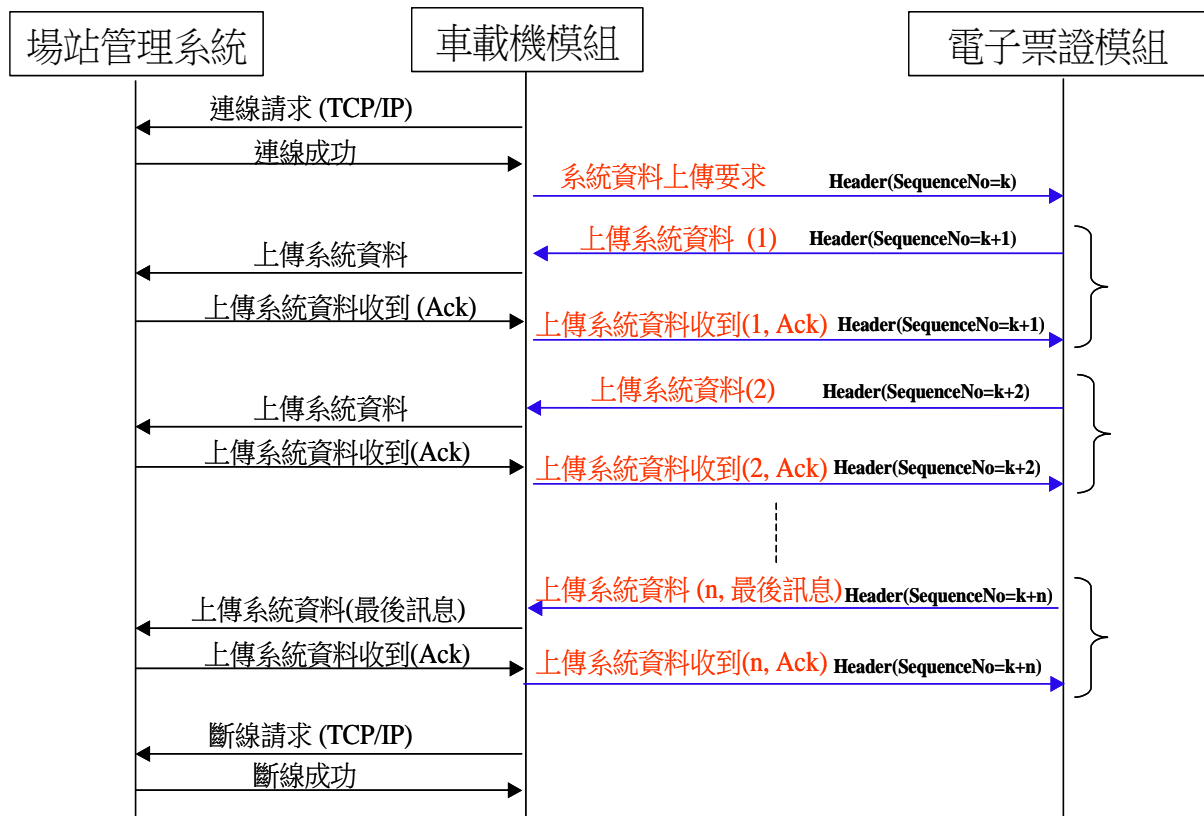 場站管理系統
車載機模組
電子票證模組
連線請求 (TCP/IP)
連線成功
系統資料上傳要求
Header(SequenceNo=k)
上傳系統資料 (1)
Header(SequenceNo=k+1)
上傳系統資料
上傳系統資料收到 (Ack)
上傳系統資料收到(1, Ack)
Header(SequenceNo=k+1)
上傳系統資料(2)
Header(SequenceNo=k+2)
上傳系統資料
上傳系統資料收到(Ack)
上傳系統資料收到(2, Ack)
Header(SequenceNo=k+2)
上傳系統資料 (n, 最後訊息)
Header(SequenceNo=k+n)
上傳系統資料(最後訊息)
上傳系統資料收到(Ack)
上傳系統資料收到(n, Ack)
Header(SequenceNo=k+n)
斷線請求 (TCP/IP)
斷線成功